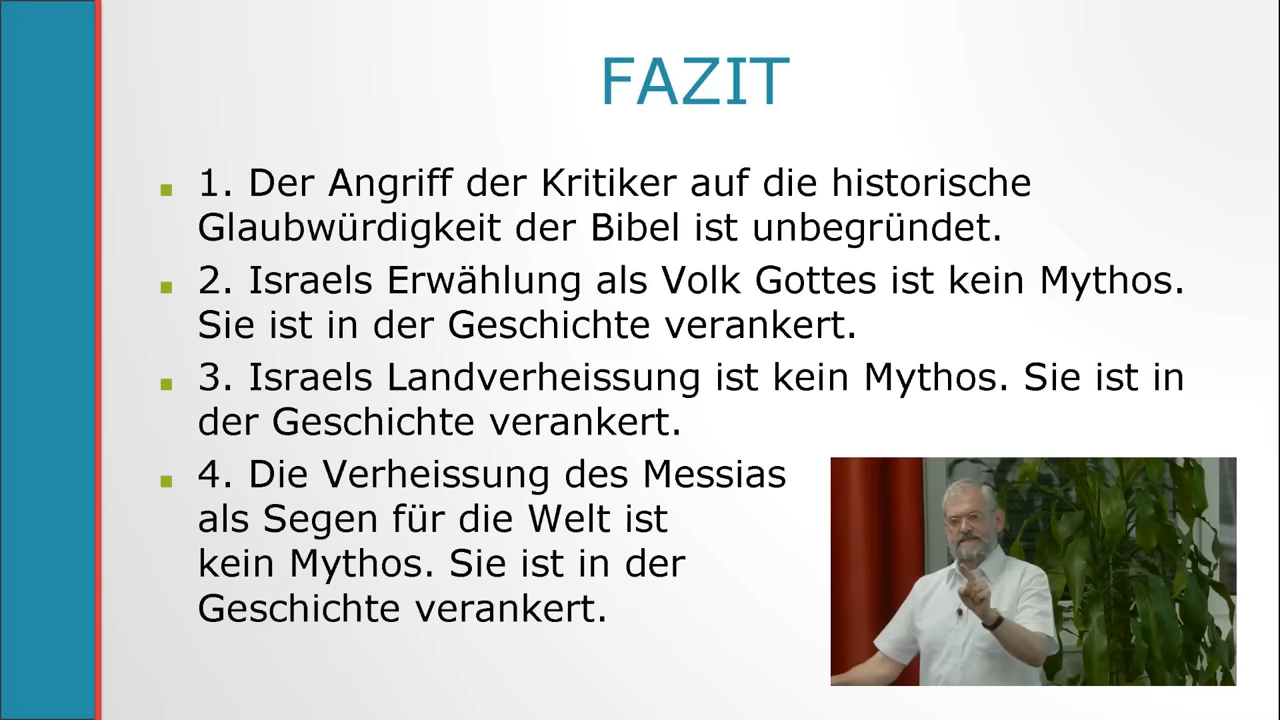 FAZIT
1. Der Angriff der Kritiker auf die historische
Glaubwürdigkeit der Bibel ist unbegründet.
2. Israels Erwählung als Volk Gottes ist kein Mythos.
Sie ist in der Geschichte verankert.
3. Israels Landverheissung ist kein Mythos. Sie ist in
der Geschichte verankert.
4. Die Verheissung des Messias
als Segen für die Welt ist
kein Mythos. Sie ist in der
Geschichte verankert.